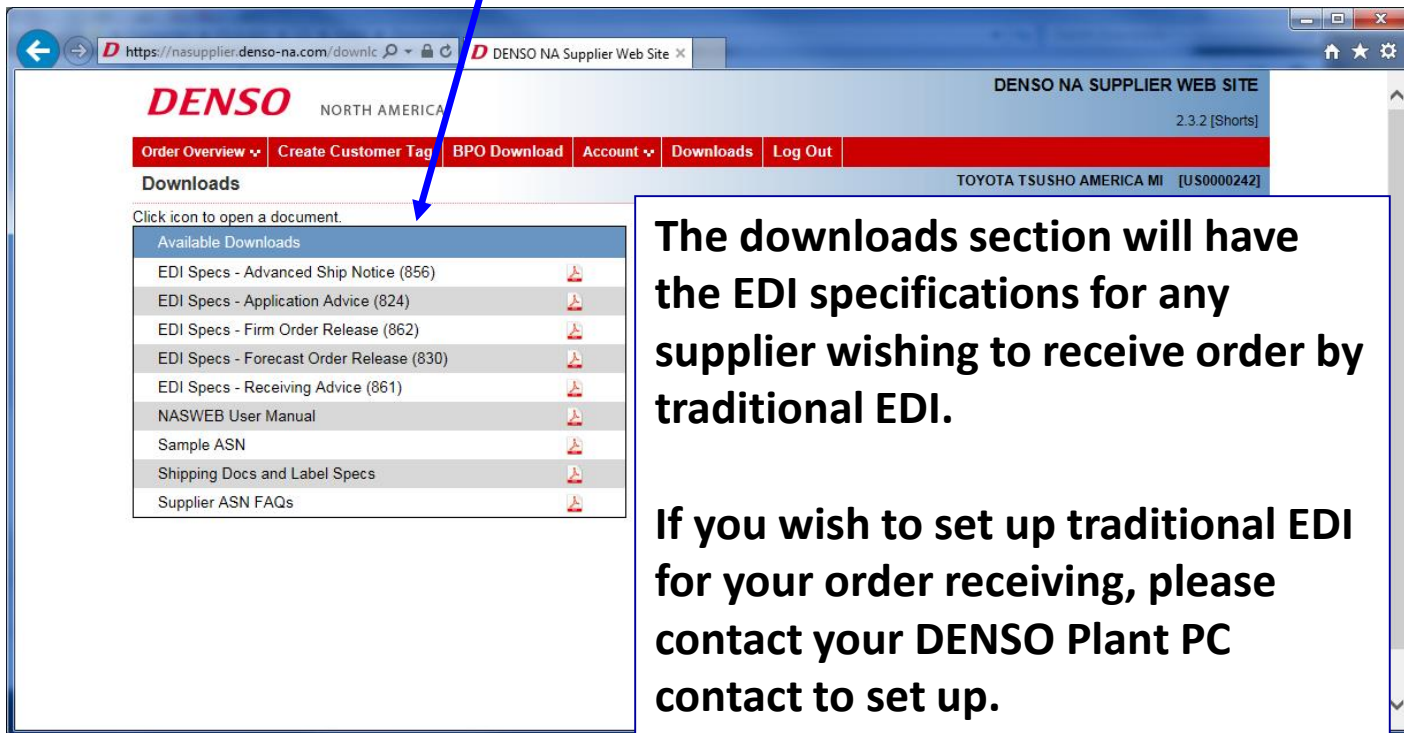 https://nasupplier.denso-na.com/downlc
DENSO NA Supplier Web Site
DENSO NORTH AMERICA
DENSO NA SUPPLIER WEB SITE
2.3.2 [Shorts]
Order Overview Create Customer Tag BPO Download Account Downloads Log Out
Downloads
TOYOTA TSUSHO AMERICA MI [US0000242]
Click icon to open a document.
Available Downloads
EDI Specs - Advanced Ship Notice (856)
EDI Specs - Application Advice (824)
EDI Specs - Firm Order Release (862)
EDI Specs - Forecast Order Release (830)
EDI Specs - Receiving Advice (861)
NASWEB User Manual
Sample ASN
Shipping Docs and Label Specs
Supplier ASN FAQs
The downloads section will have
the EDI specifications for any
supplier wishing to receive order by
traditional EDI.
If you wish to set up traditional EDI
for your order receiving, please
contact your DENSO Plant PC
contact to set up.